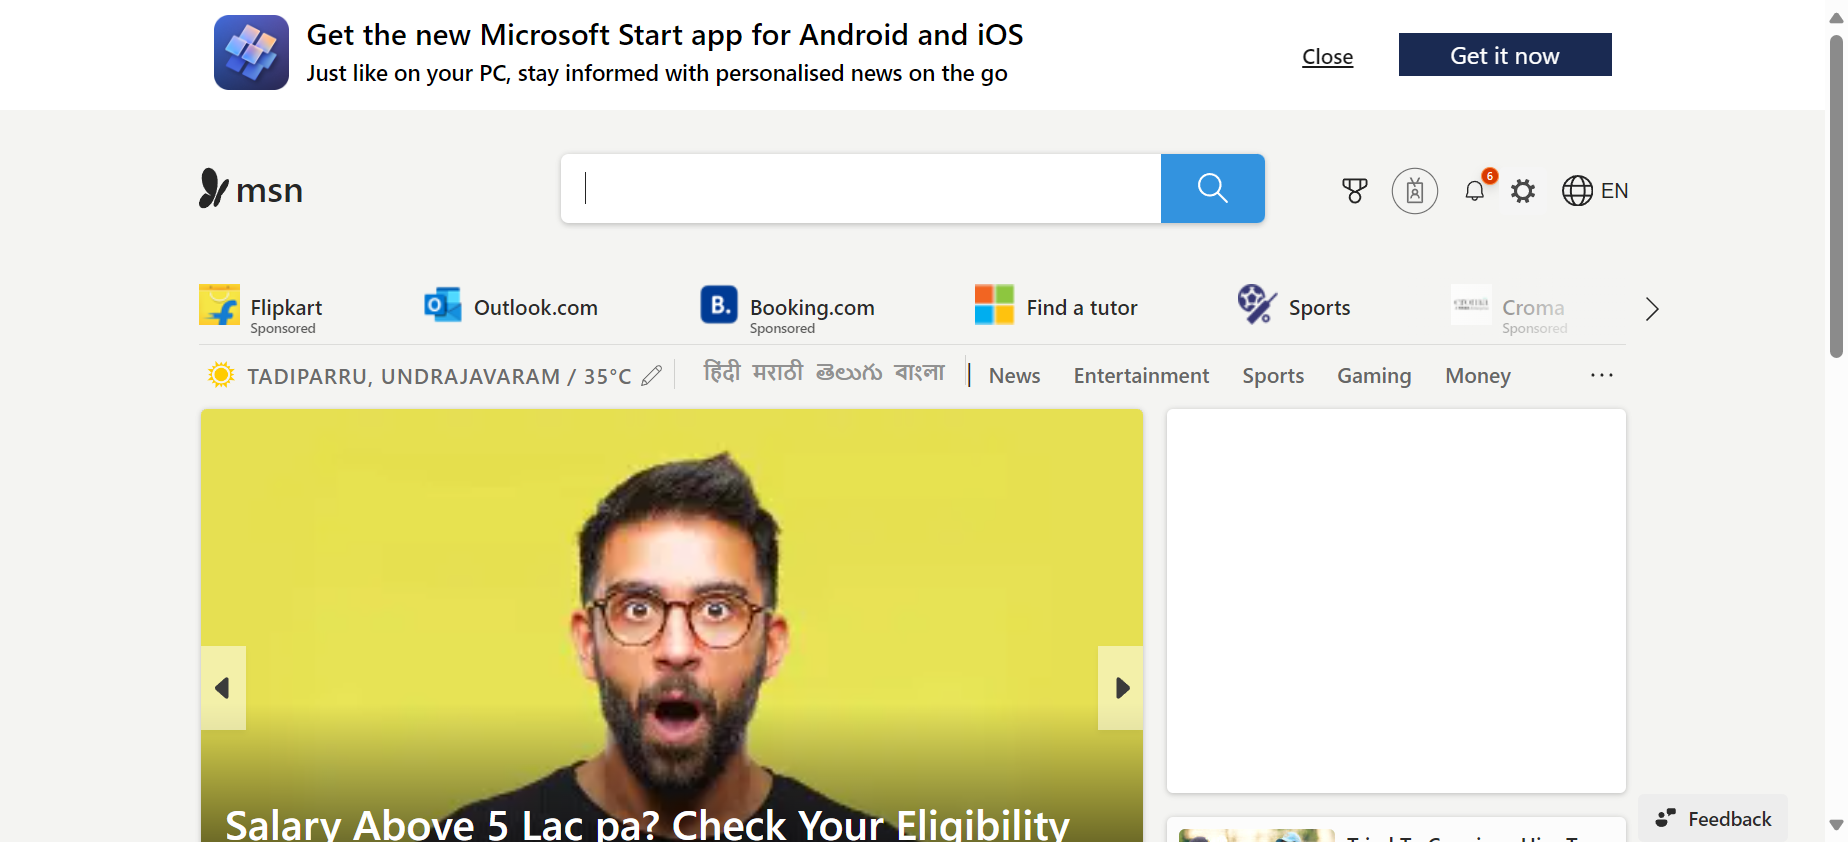 Get the new Microsoft Start app for Android and iOS
Just like on your PC, stay informed with personalised news on the go
Close
Get it now
msn
6
EN
Flipkart
Sponsored
Outlook.com
B.
Booking.com
Sponsored
Find a tutor
Sports
croma
Croma
Sponsored
TADIPARRU, UNDRAJAVARAM / 35°C
हिंदी मराठी తెలుగు বাংলা
News Entertainment Sports Gaming Money ...
Salary Above 5 Lac pa? Check Your Eligibility
Feedback